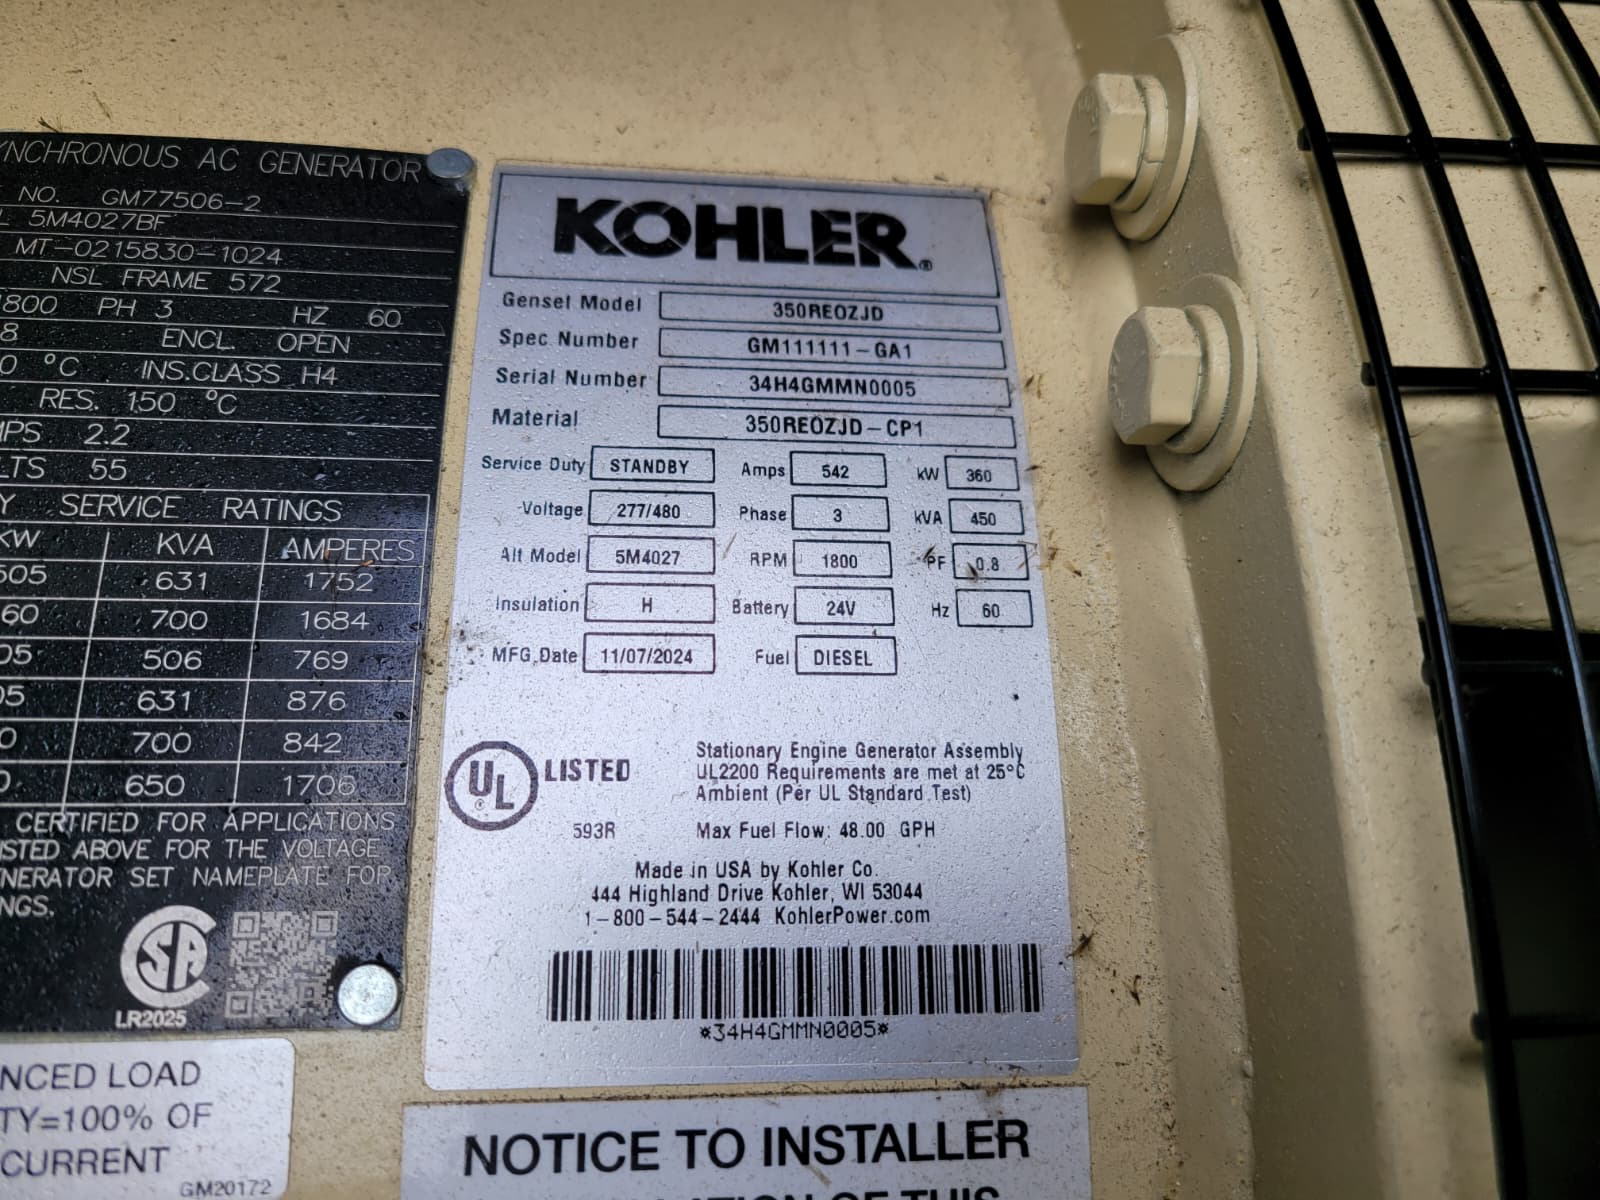 YNCHRONOUS AC GENERATOR
NO. GM77506-2
5M4027BF
MT-0215830-1024
NSL FRAME 572
1800 PH 3 HZ 60
8 ENCL. OPEN
0 °C INS.CLASS H4
RES. 150 °C
MPS 2.2
LTS 55
Y SERVICE RATINGS
KW KVA AMPERES
505 631 1752
60 700 1684
05 506 769
05 631 876
0 700 842
0 650 1706
CERTIFIED FOR APPLICATIONS
ISTED ABOVE FOR THE VOLTAGE
NERATOR SET NAMEPLATE FOR
NGS.
CSA
LR2025
NCED LOAD
TY=100% OF
CURRENT
GM20172
KOHLER®
Genset Model 350REOZJD
Spec Number GM111111-GA1
Serial Number 34H4GMMN0005
Material 350REOZJD-CP1
Service Duty STANDBY Amps 542 kW 360
Voltage 277/480 Phase 3 kVA 450
Alt Model 5M4027 RPM 1800 PF 0.8
Insulation H Battery 24V Hz 60
MFG.Date 11/07/2024 Fuel DIESEL
UL® LISTED
593R
Stationary Engine Generator Assembly
UL2200 Requirements are met at 25°C
Ambient (Per UL Standard Test)
Max Fuel Flow: 48.00 GPH
Made in USA by Kohler Co.
444 Highland Drive Kohler, WI 53044
1-800-544-2444 KohlerPower.com
*34H4GMMN0005*
NOTICE TO INSTALLER
OF THIS